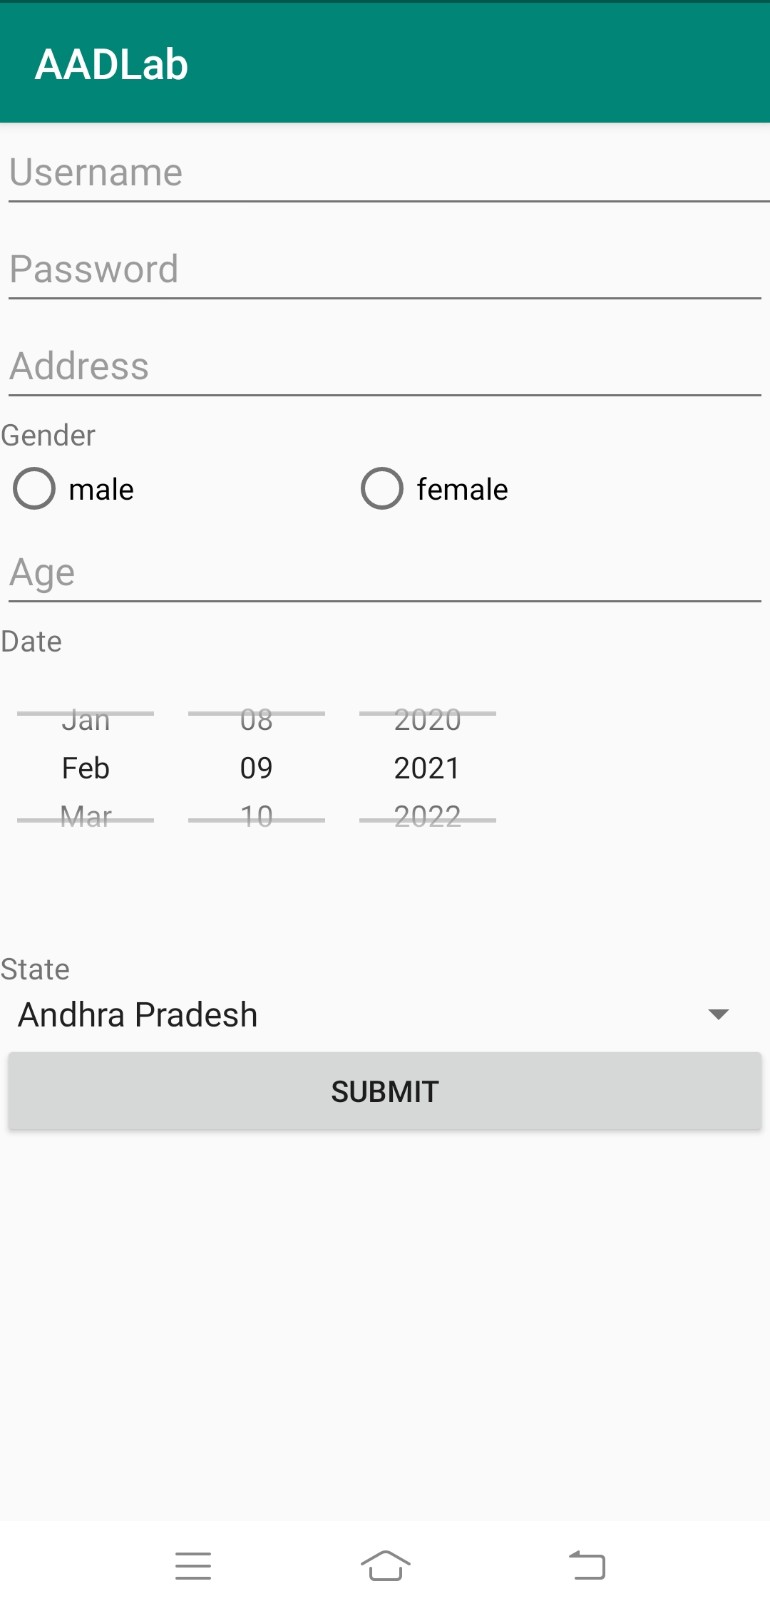 AADLab
Username
Password
Address
Gender
male female
Age
Date
Jan 08 2020
Feb 09 2021
Mar 10 2022
State
Andhra Pradesh
SUBMIT